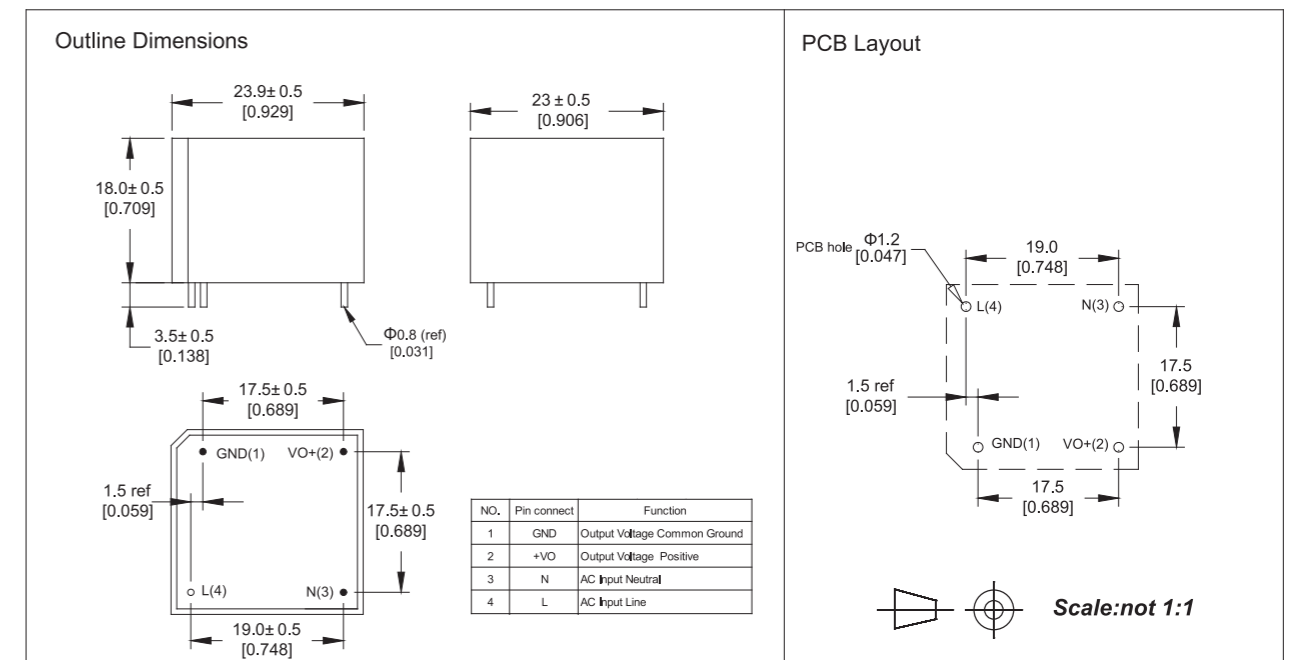 Outline Dimensions
23.9± 0.5
[0.929]
23 ± 0.5
[0.906]
18.0± 0.5
[0.709]
3.5± 0.5
[0.138]
Φ0.8 (ref)
[0.031]
17.5± 0.5
[0.689]
GND(1) VO+(2)
1.5 ref
[0.059]
17.5± 0.5
[0.689]
L(4) N(3)
19.0± 0.5
[0.748]
NO. Pin connect Function
1 GND Output Voltage Common Ground
2 +VO Output Voltage Positive
3 N AC Input Neutral
4 L AC Input Line
PCB Layout
PCB hole Φ1.2
[0.047]
19.0
[0.748]
L(4) N(3)
17.5
[0.689]
1.5 ref
[0.059]
GND(1) VO+(2)
17.5
[0.689]
Scale:not 1:1